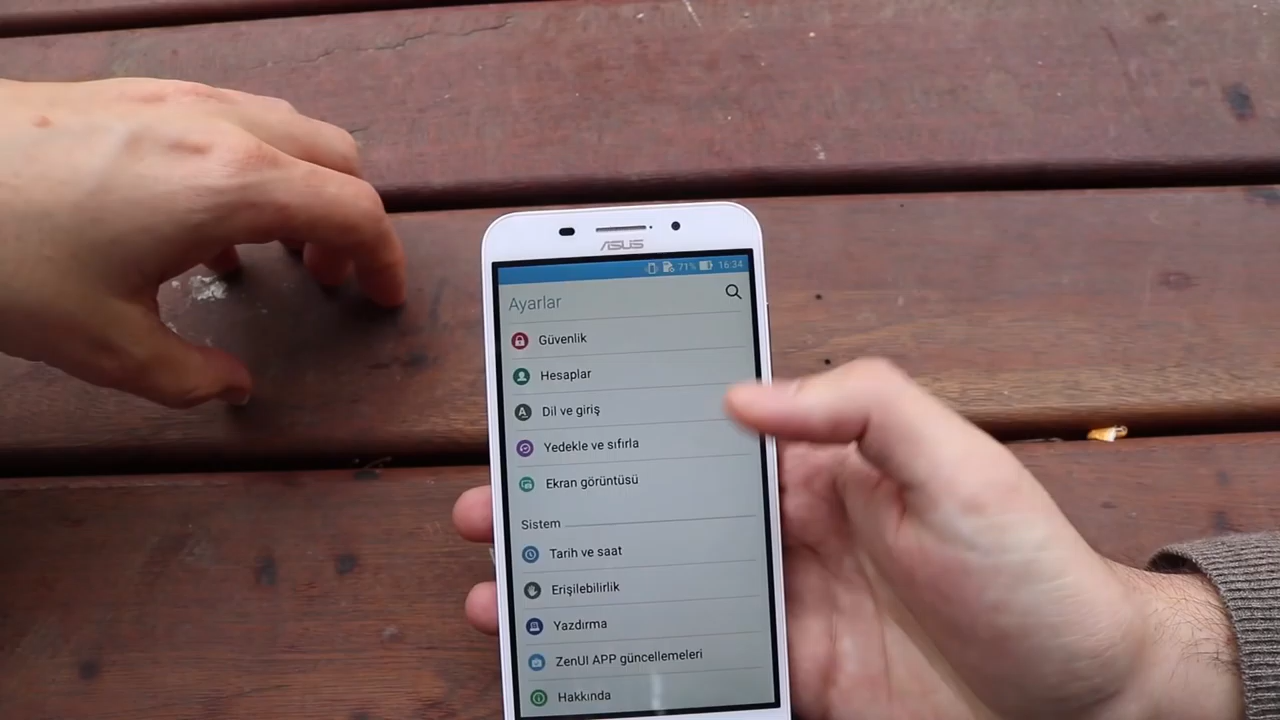 ASUS
71% 16:34
Ayarlar
Güvenlik
Hesaplar
Dil ve giriş
Yedekle ve sıfırla
Ekran görüntüsü
Sistem
Tarih ve saat
Erişilebilirlik
Yazdırma
ZenUI APP güncellemeleri
Hakkında